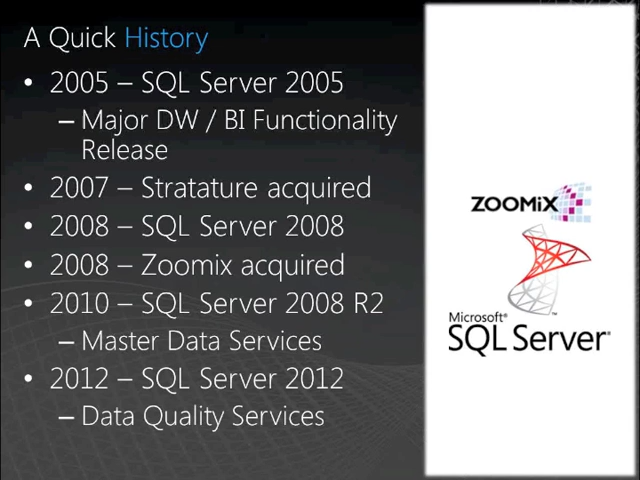 A Quick History
• 2005 – SQL Server 2005
– Major DW / BI Functionality
Release
• 2007 – Stratature acquired
• 2008 – SQL Server 2008
• 2008 – Zoomix acquired
• 2010 – SQL Server 2008 R2
– Master Data Services
• 2012 – SQL Server 2012
– Data Quality Services
ZOOMiX
Microsoft®
SQL Server®